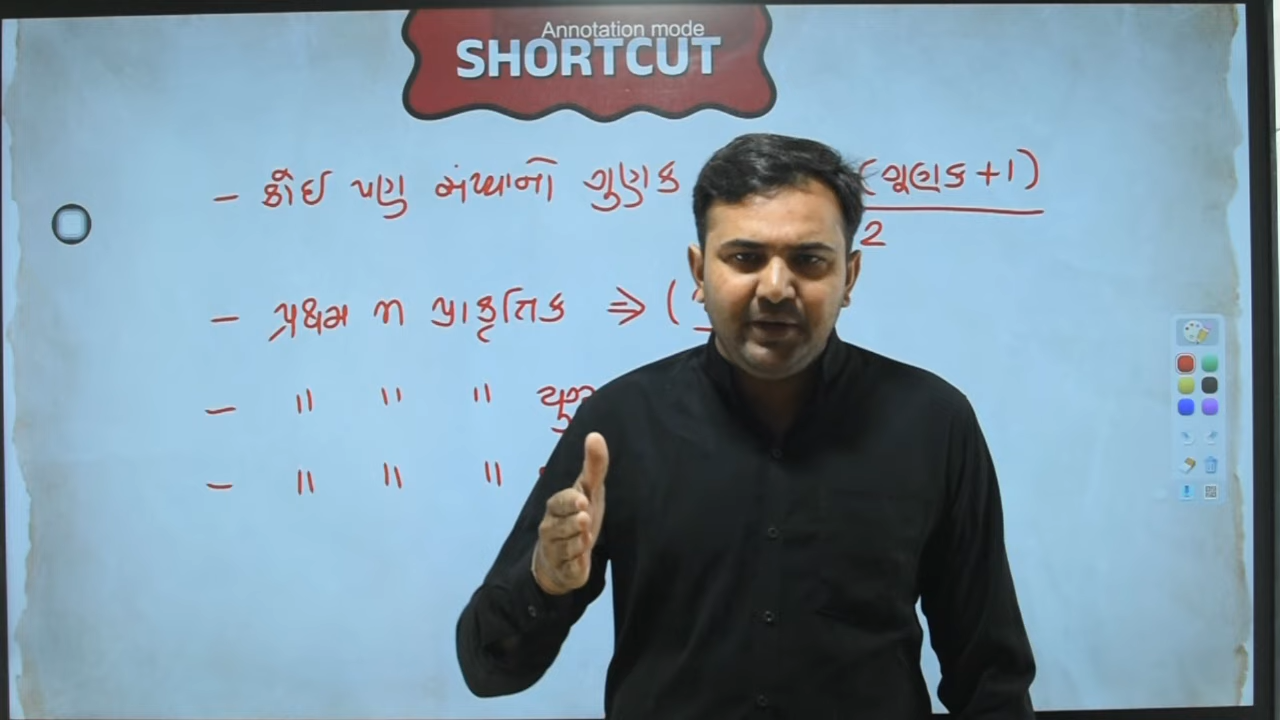 Annotation mode
SHORTCUT
- કોઈ પણ સંખ્યાનો ગુણક (ગુણક+1)
2
- પ્રથમ n પ્રાકૃતિક ⇒ (
- " " "
- " " "